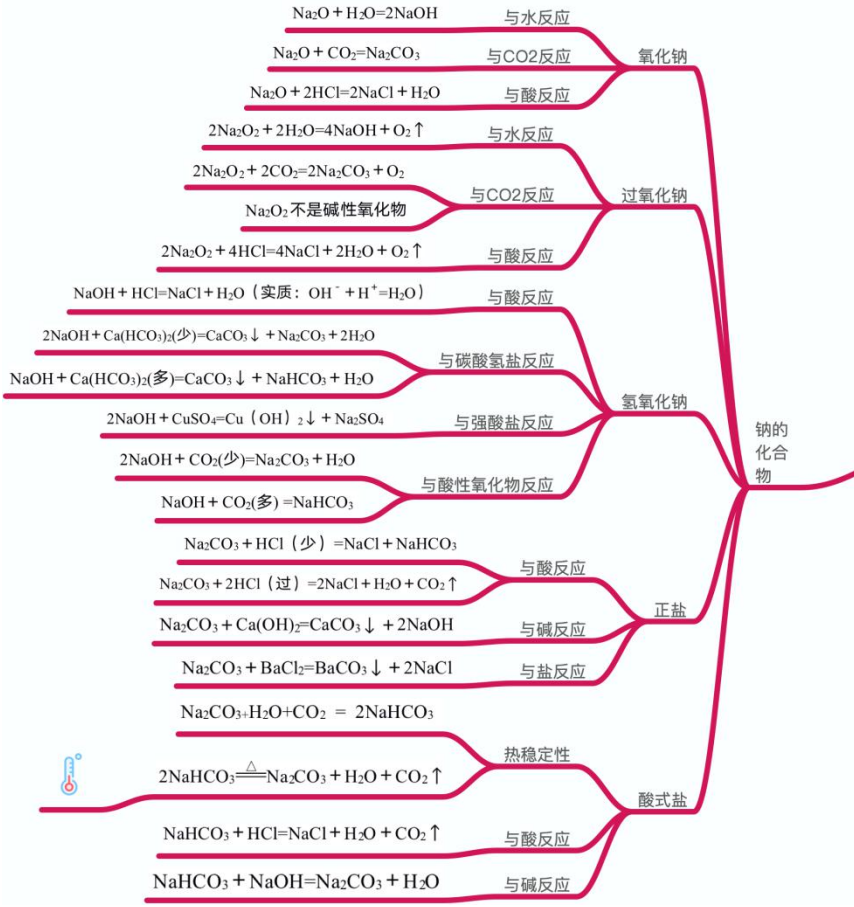 Na₂O + H₂O=2NaOH
与水反应
Na₂O + CO₂=Na₂CO₃
与CO2反应
氧化钠
Na₂O + 2HCl=2NaCl + H₂O
与酸反应
2Na₂O₂ + 2H₂O=4NaOH + O₂↑
与水反应
2Na₂O₂ + 2CO₂=2Na₂CO₃ + O₂
与CO2反应
过氧化钠
Na₂O₂不是碱性氧化物
2Na₂O₂ + 4HCl=4NaCl + 2H₂O + O₂↑
与酸反应
NaOH + HCl=NaCl + H₂O（实质：OH⁻ + H⁺=H₂O）
与酸反应
2NaOH + Ca(HCO₃)₂(少)=CaCO₃↓ + Na₂CO₃ + 2H₂O
与碳酸氢盐反应
NaOH + Ca(HCO₃)₂(多)=CaCO₃↓ + NaHCO₃ + H₂O
氢氧化钠
2NaOH + CuSO₄=Cu（OH）₂↓ + Na₂SO₄
与强酸盐反应
钠的
化合
物
2NaOH + CO₂(少)=Na₂CO₃ + H₂O
与酸性氧化物反应
NaOH + CO₂(多) =NaHCO₃
Na₂CO₃ + HCl（少）=NaCl + NaHCO₃
与酸反应
Na₂CO₃ + 2HCl（过）=2NaCl + H₂O + CO₂↑
正盐
Na₂CO₃ + Ca(OH)₂=CaCO₃↓ + 2NaOH
与碱反应
Na₂CO₃ + BaCl₂=BaCO₃↓ + 2NaCl
与盐反应
Na₂CO₃+H₂O+CO₂ = 2NaHCO₃
热稳定性
△
2NaHCO₃═Na₂CO₃ + H₂O + CO₂↑
酸式盐
NaHCO₃ + HCl=NaCl + H₂O + CO₂↑
与酸反应
NaHCO₃ + NaOH=Na₂CO₃ + H₂O
与碱反应